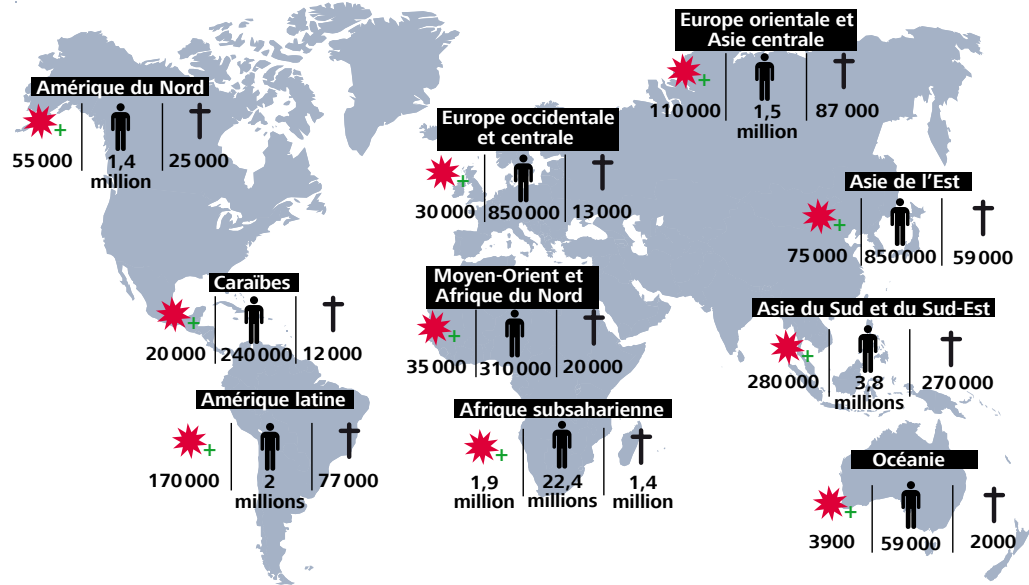 Amérique du Nord
+
55 000
1,4
million
25 000
Europe occidentale
et centrale
+
30 000
850 000
13 000
Europe orientale et
Asie centrale
+
110 000
1,5
million
87 000
Asie de l’Est
+
75 000
850 000
59 000
Caraïbes
+
20 000
240 000
12 000
Moyen-Orient et
Afrique du Nord
+
35 000
310 000
20 000
Asie du Sud et du Sud-Est
+
280 000
3,8
millions
270 000
Amérique latine
+
170 000
2
millions
77 000
Afrique subsaharienne
+
1,9
million
22,4
millions
1,4
million
Océanie
+
3900
59 000
2000